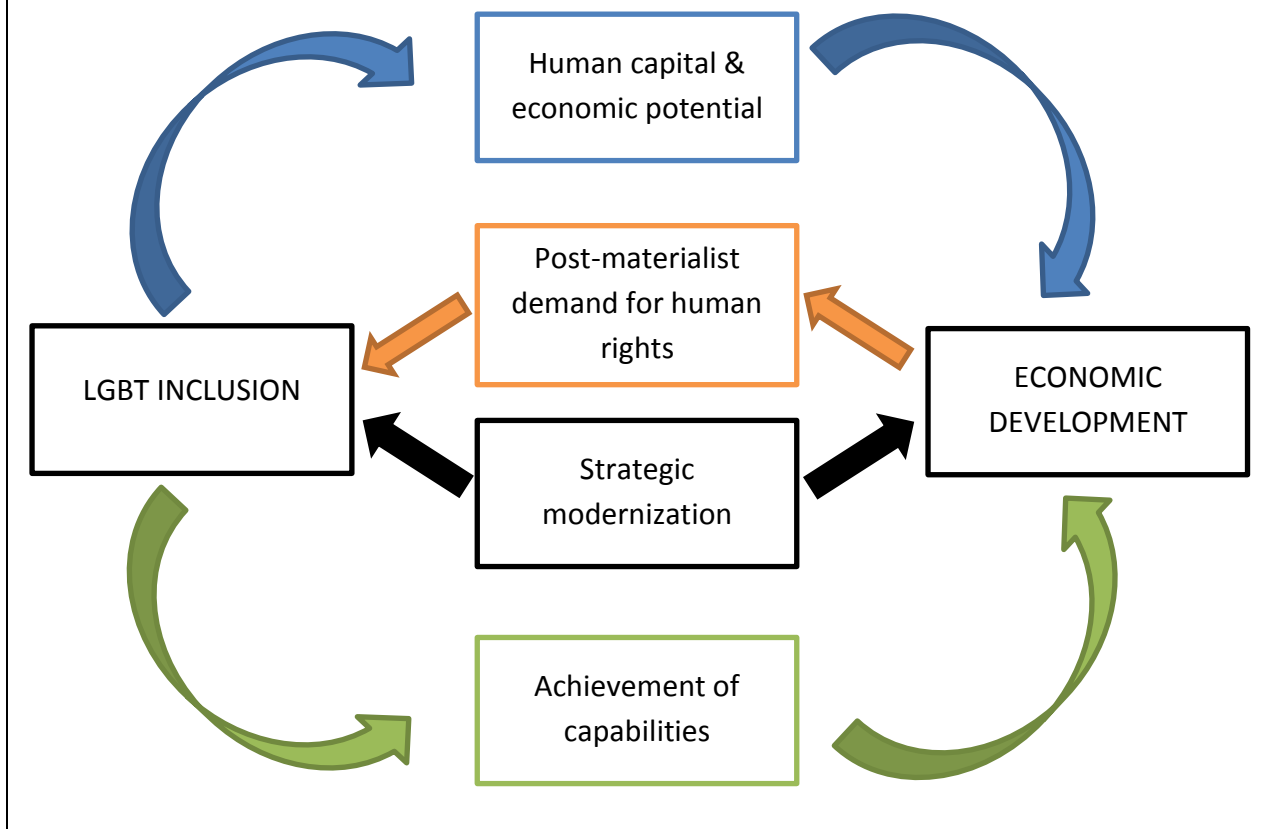 Human capital &
economic potential
Post-materialist
demand for human
rights
LGBT INCLUSION
ECONOMIC
DEVELOPMENT
Strategic
modernization
Achievement of
capabilities